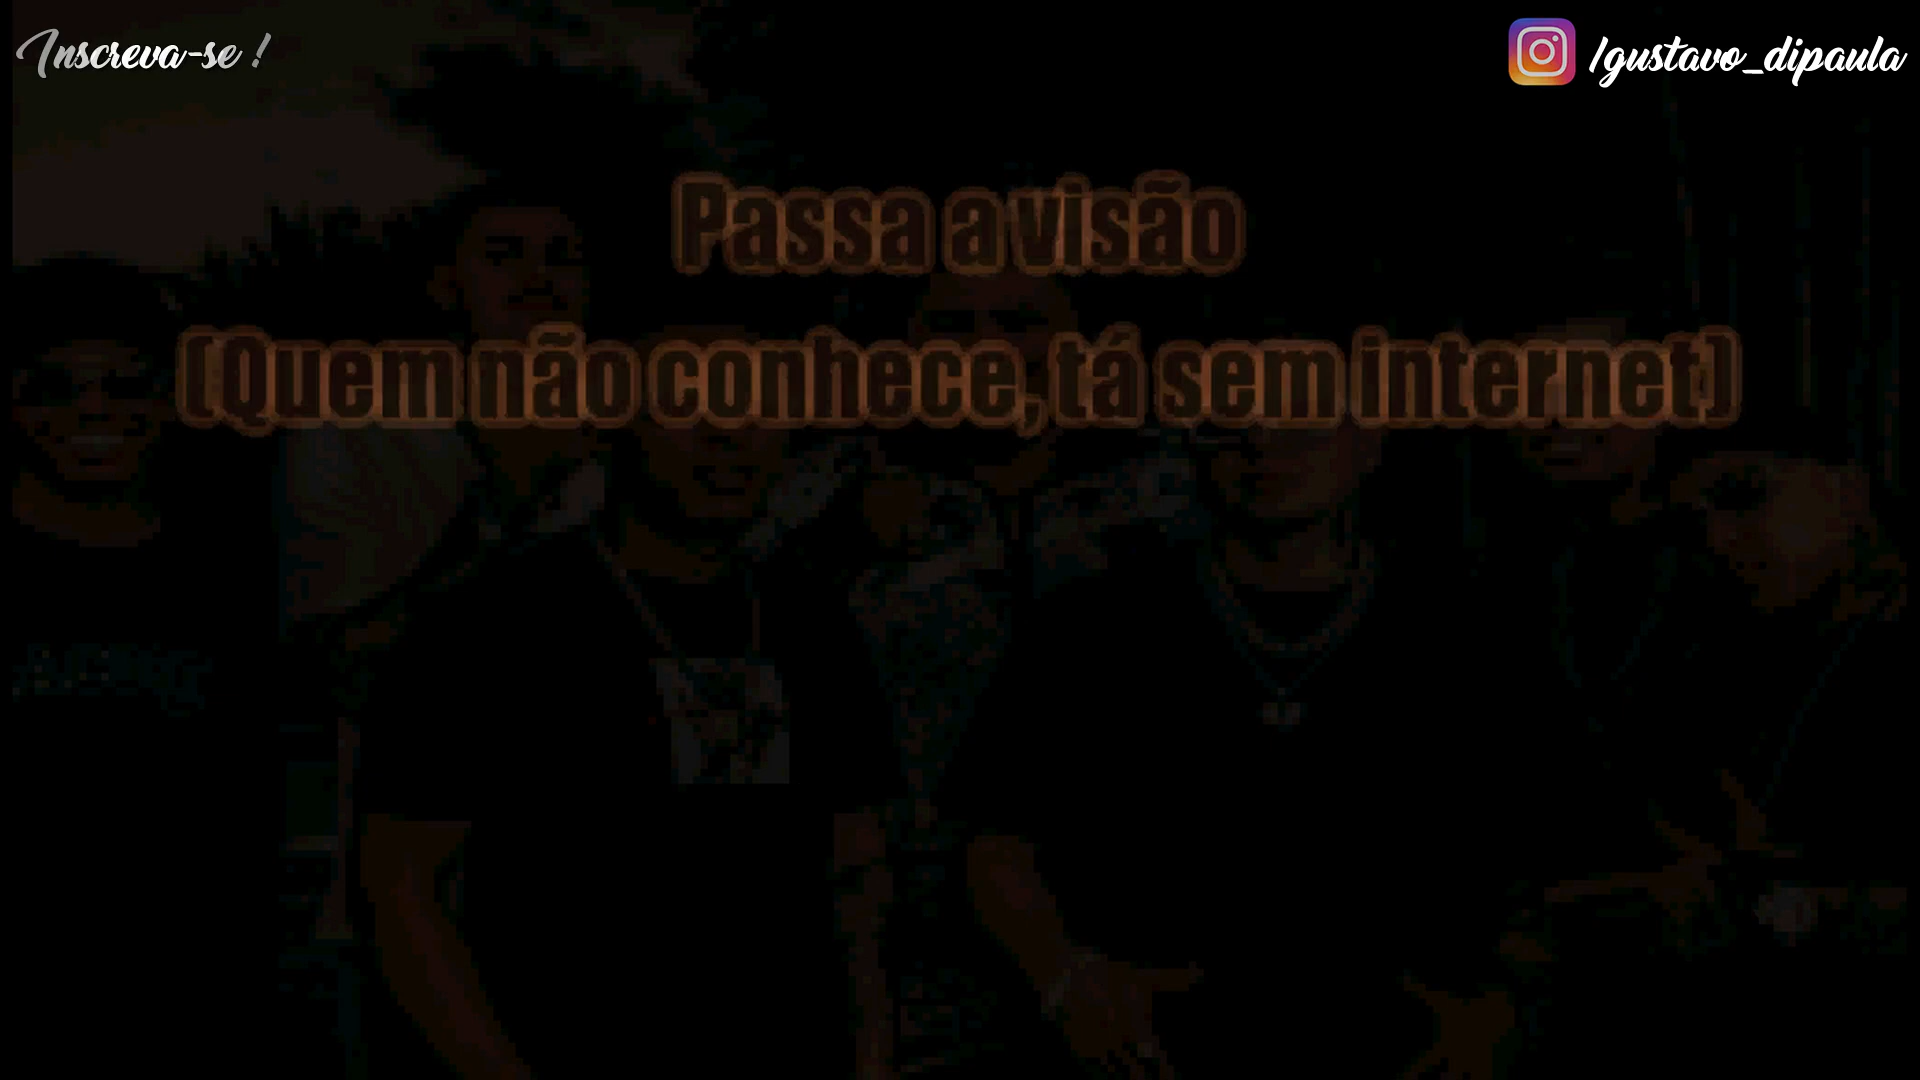 Inscreva-se !
/gustavo_dipaula
Passa a visão
(Quem não conhece, tá sem internet)